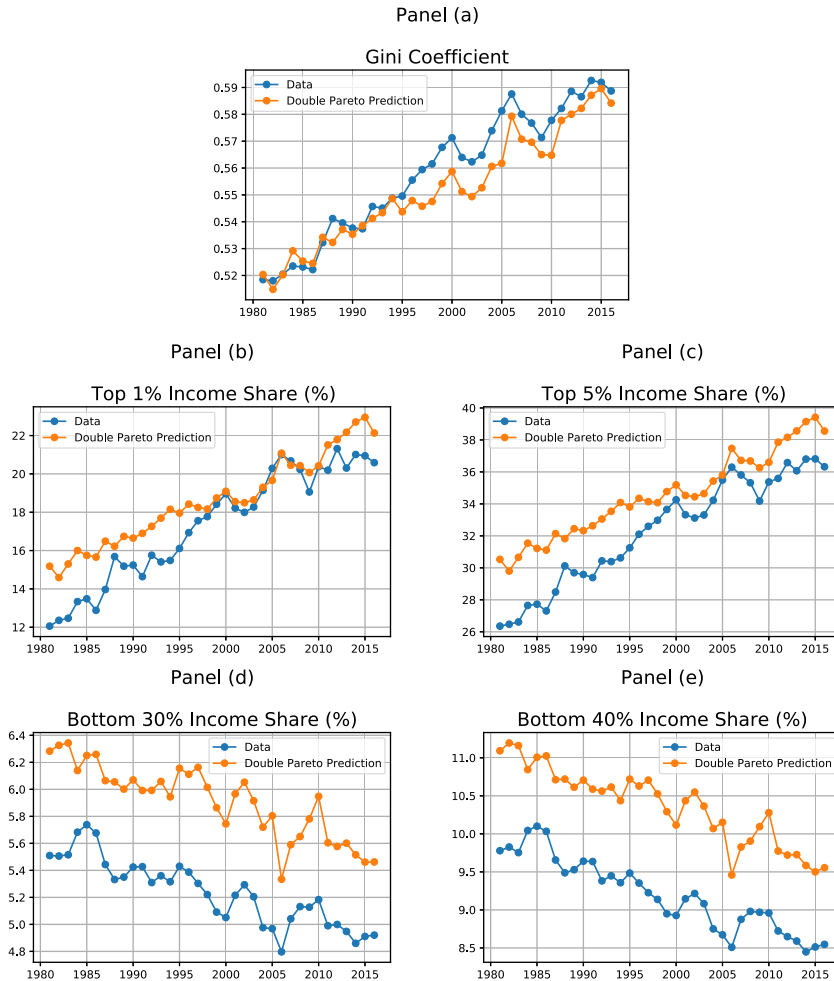 Panel (a)
Gini Coefficient
Data
Double Pareto Prediction
0.59
0.58
0.57
0.56
0.55
0.54
0.53
0.52
1980 1985 1990 1995 2000 2005 2010 2015
Panel (b)
Top 1% Income Share (%)
Data
Double Pareto Prediction
22
20
18
16
14
12
1980 1985 1990 1995 2000 2005 2010 2015
Panel (c)
Top 5% Income Share (%)
Data
Double Pareto Prediction
40
38
36
34
32
30
28
26
1980 1985 1990 1995 2000 2005 2010 2015
Panel (d)
Bottom 30% Income Share (%)
Data
Double Pareto Prediction
6.4
6.2
6.0
5.8
5.6
5.4
5.2
5.0
4.8
1980 1985 1990 1995 2000 2005 2010 2015
Panel (e)
Bottom 40% Income Share (%)
Data
Double Pareto Prediction
11.0
10.5
10.0
9.5
9.0
8.5
1980 1985 1990 1995 2000 2005 2010 2015